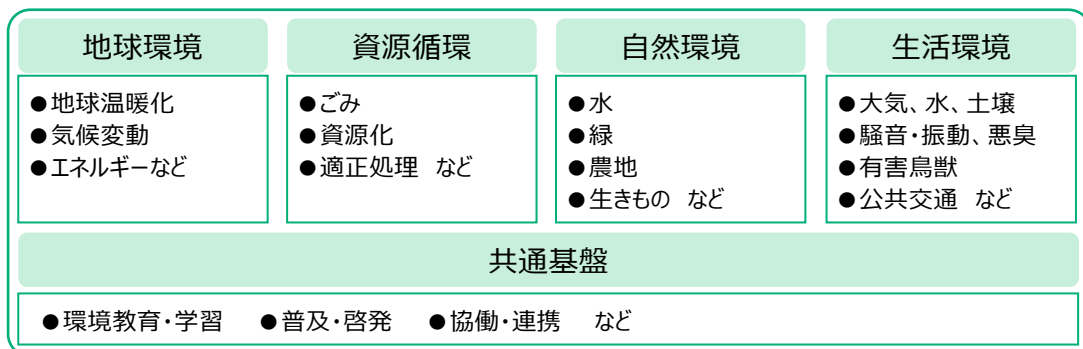 地球環境
●地球温暖化
●気候変動
●エネルギーなど
資源循環
●ごみ
●資源化
●適正処理 など
自然環境
●水
●緑
●農地
●生きもの など
生活環境
●大気、水、土壌
●騒音・振動、悪臭
●有害鳥獣
●公共交通 など
共通基盤
●環境教育・学習 ●普及・啓発 ●協働・連携 など